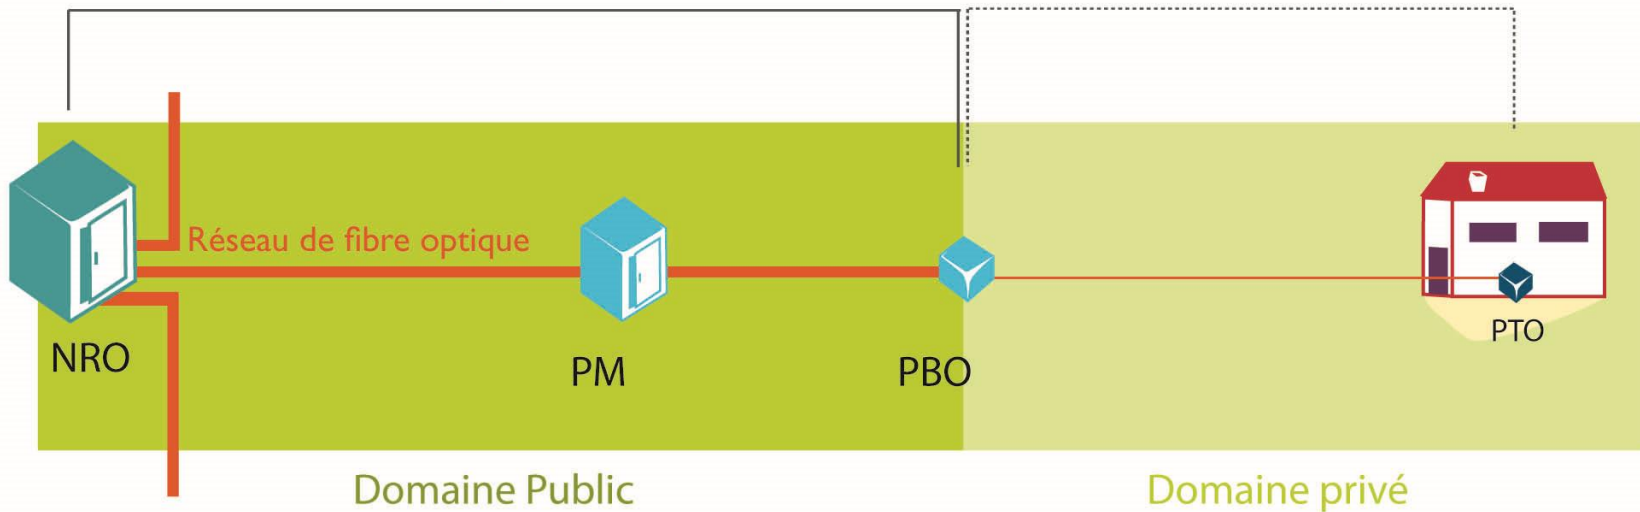 Réseau de fibre optique
NRO
PM
PBO
PTO
Domaine Public
Domaine privé